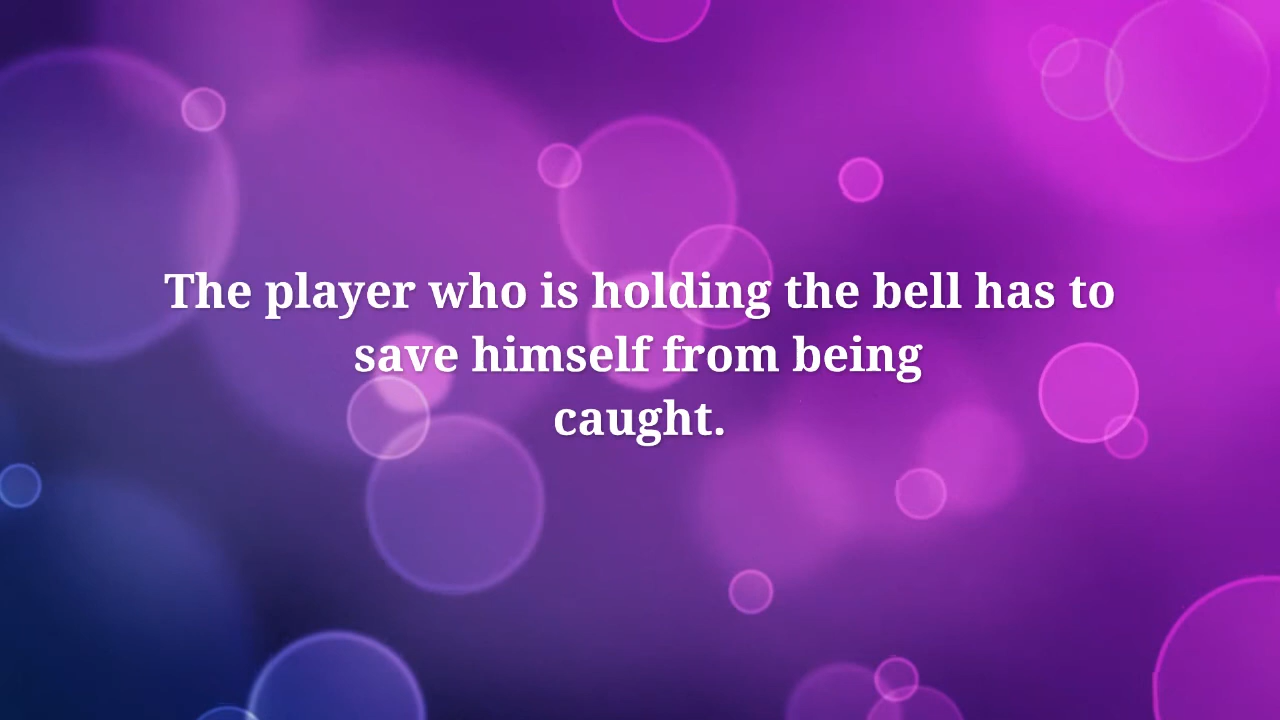 The player who is holding the bell has to
save himself from being
caught.